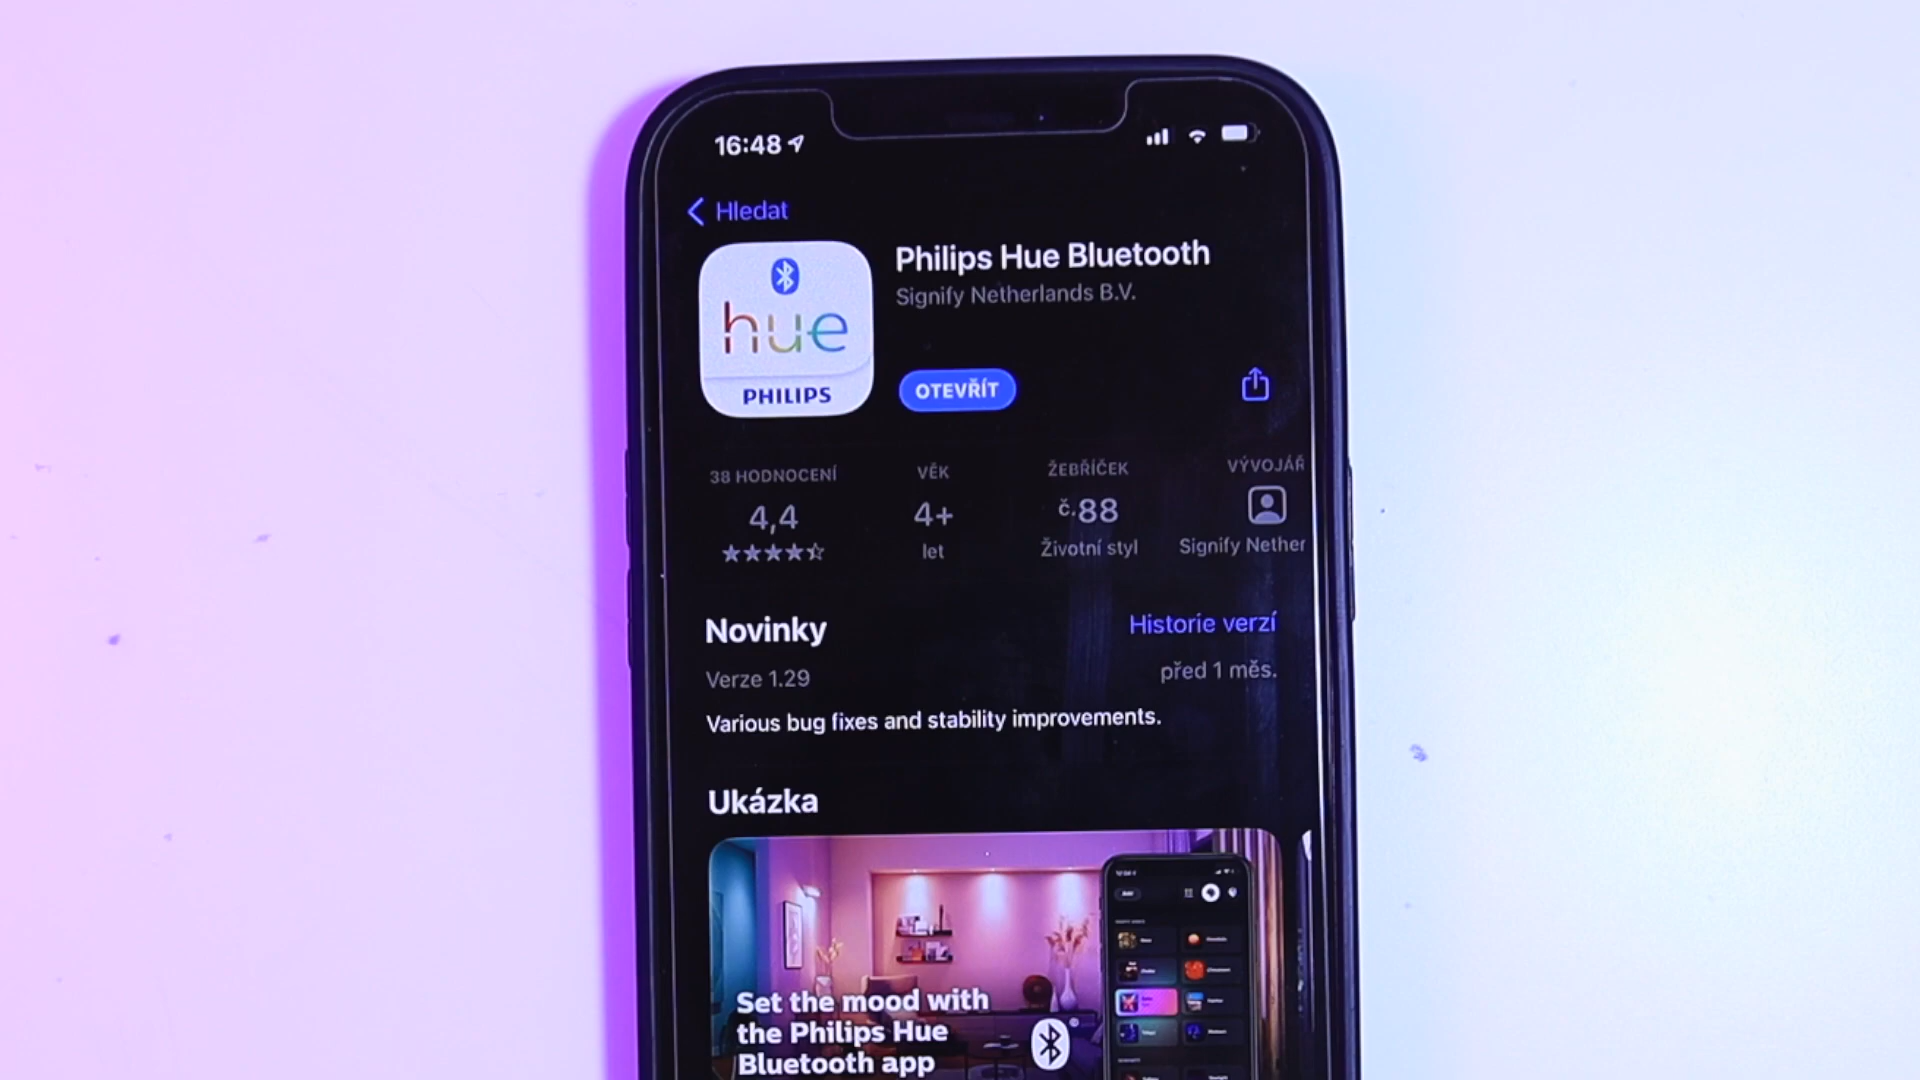 16:48
Hledat
hue
PHILIPS
Philips Hue Bluetooth
Signify Netherlands B.V.
OTEVŘÍT
38 HODNOCENÍ
4,4
VĚK
4+
let
ŽEBŘÍČEK
č.88
Životní styl
VÝVOJÁŘ
Signify Nether
Novinky
Historie verzí
Verze 1.29
před 1 měs.
Various bug fixes and stability improvements.
Ukázka
Set the mood with
the Philips Hue
Bluetooth app